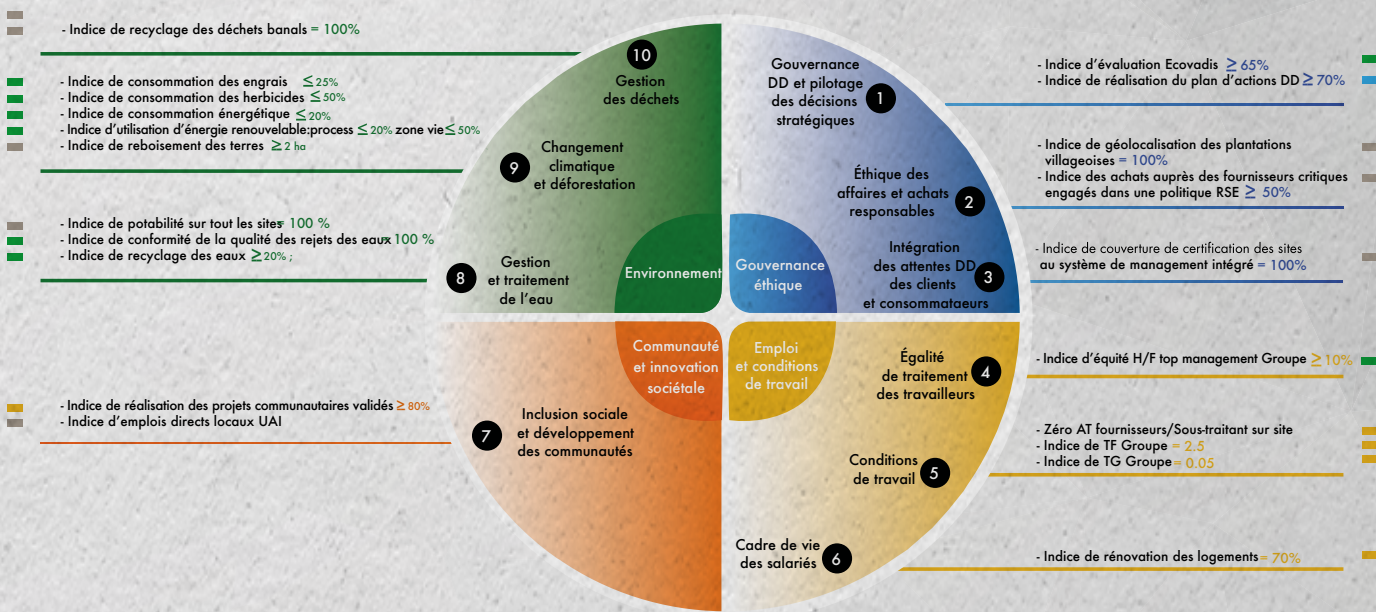 - Indice de recyclage des déchets banals = 100%
- Indice de consommation des engrais ≤ 25%
- Indice de consommation des herbicides ≤ 50%
- Indice de consommation énergétique ≤ 20%
- Indice d'utilisation d'énergie renouvelable:process ≤ 20% zone vie ≤ 50%
- Indice de reboisement des terres ≥ 2 ha
- Indice de potabilité sur tout les sites = 100 %
- Indice de conformité de la qualité des rejets des eaux 100 %
- Indice de recyclage des eaux ≥ 20% ;
- Indice de réalisation des projets communautaires validés ≥ 80%
- Indice d'emplois directs locaux UAI
10
Gestion
des déchets
9
Changement
climatique
et déforestation
8
Gestion
et traitement
de l'eau
Environnement
Communauté
et innovation
sociétale
7
Inclusion sociale
et développement
des communautés
Gouvernance
DD et pilotage
des décisions
stratégiques
1
Éthique des
affaires et achats
responsables
2
Intégration
des attentes DD
des clients
et consommataeurs
3
Gouvernance
éthique
Emploi
et conditions
de travail
Égalité
de traitement
des travailleurs
4
Conditions
de travail
5
Cadre de vie
des salariés
6
- Indice d'évaluation Ecovadis ≥ 65%
- Indice de réalisation du plan d'actions DD ≥ 70%
- Indice de géolocalisation des plantations
villageoises = 100%
- Indice des achats auprès des fournisseurs critiques
engagés dans une politique RSE ≥ 50%
- Indice de couverture de certification des sites
au système de management intégré = 100%
- Indice d'équité H/F top management Groupe ≥ 10%
- Zéro AT fournisseurs/Sous-traitant sur site
- Indice de TF Groupe = 2.5
- Indice de TG Groupe = 0.05
- Indice de rénovation des logements = 70%